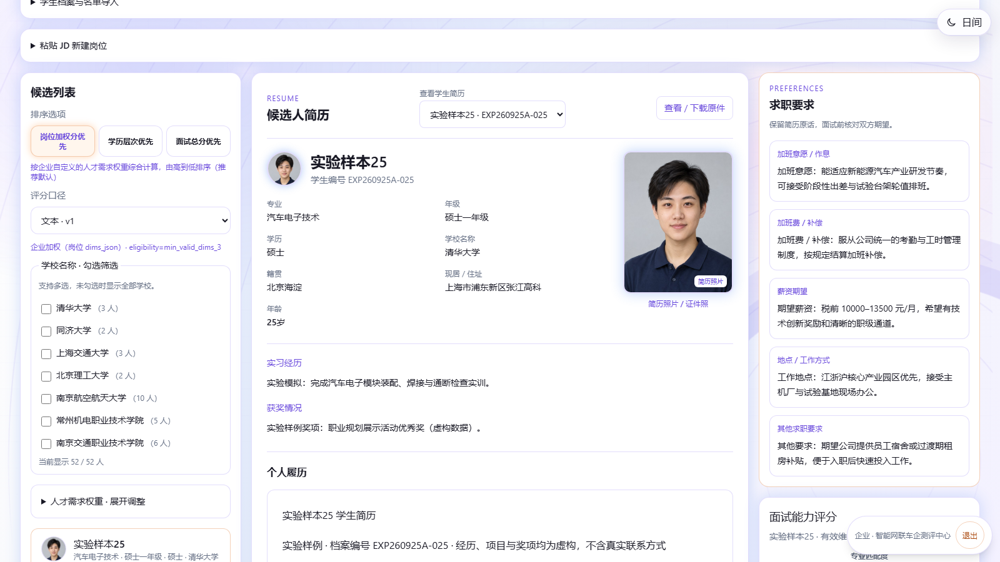 学生档案与名单导入
日间
粘贴 JD 新建岗位
候选列表
排序选项
岗位加权分优先
学历层次优先
面试总分优先
按企业自定义的人才需求权重综合计算，由高到低排序（推荐默认）
评分口径
文本 · v1
企业加权（岗位 dims_json）· eligibility=min_valid_dims_3
学校名称 · 勾选筛选
支持多选，未勾选时显示全部学校。
清华大学 （3 人）
同济大学 （2 人）
上海交通大学 （3 人）
北京理工大学 （2 人）
南京航空航天大学 （10 人）
常州机电职业技术学院 （5 人）
南京交通职业技术学院 （6 人）
当前显示 52 / 52 人
人才需求权重 · 展开调整
实验样本25
汽车电子技术 · 硕士一年级 · 硕士 · 清华大学
RESUME
候选人简历
查看学生简历
实验样本25 · EXP260925A-025
查看 / 下载原件
实验样本25
学生编号 EXP260925A-025
专业
汽车电子技术
年级
硕士一年级
学历
硕士
学校名称
清华大学
籍贯
北京海淀
现居 / 住址
上海市浦东新区张江高科
年龄
25岁
简历照片
简历照片 / 证件照
实习经历
实验模拟：完成汽车电子模块装配、焊接与通断检查实训。
获奖情况
实验样例奖项：职业规划展示活动优秀奖（虚构数据）。
个人履历
实验样本25 学生简历
实验样例 · 档案编号 EXP260925A-025 · 经历、项目与奖项均为虚构，不含真实联系方式
PREFERENCES
求职要求
保留简历原话，面试前核对双方期望。
加班意愿 / 作息
加班意愿：能适应新能源汽车产业研发节奏，
可接受阶段性出差与试验台架轮值排班。
加班费 / 补偿
加班费 / 补偿：服从公司统一的考勤与工时管理
制度，按规定结算加班补偿。
薪资期望
期望薪资：税前 10000–13500 元/月，希望有技
术创新奖励和清晰的职级通道。
地点 / 工作方式
工作地点：江浙沪核心产业园区优先，接受主
机厂与试验基地现场办公。
其他求职要求
其他要求：期望公司提供员工宿舍或过渡期租
房补贴，便于入职后快速投入工作。
面试能力评分
实验样本25 · 有效维
企业 · 智能网联车企测评中心
退出
专业匹配度